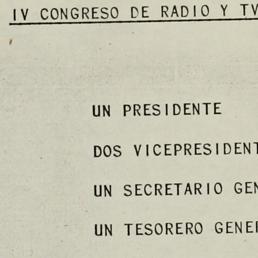 IV CONGRESO DE RADIO Y TV
UN PRESIDENTE
DOS VICEPRESIDENT
UN SECRETARIO GEN
UN TESORERO GENE